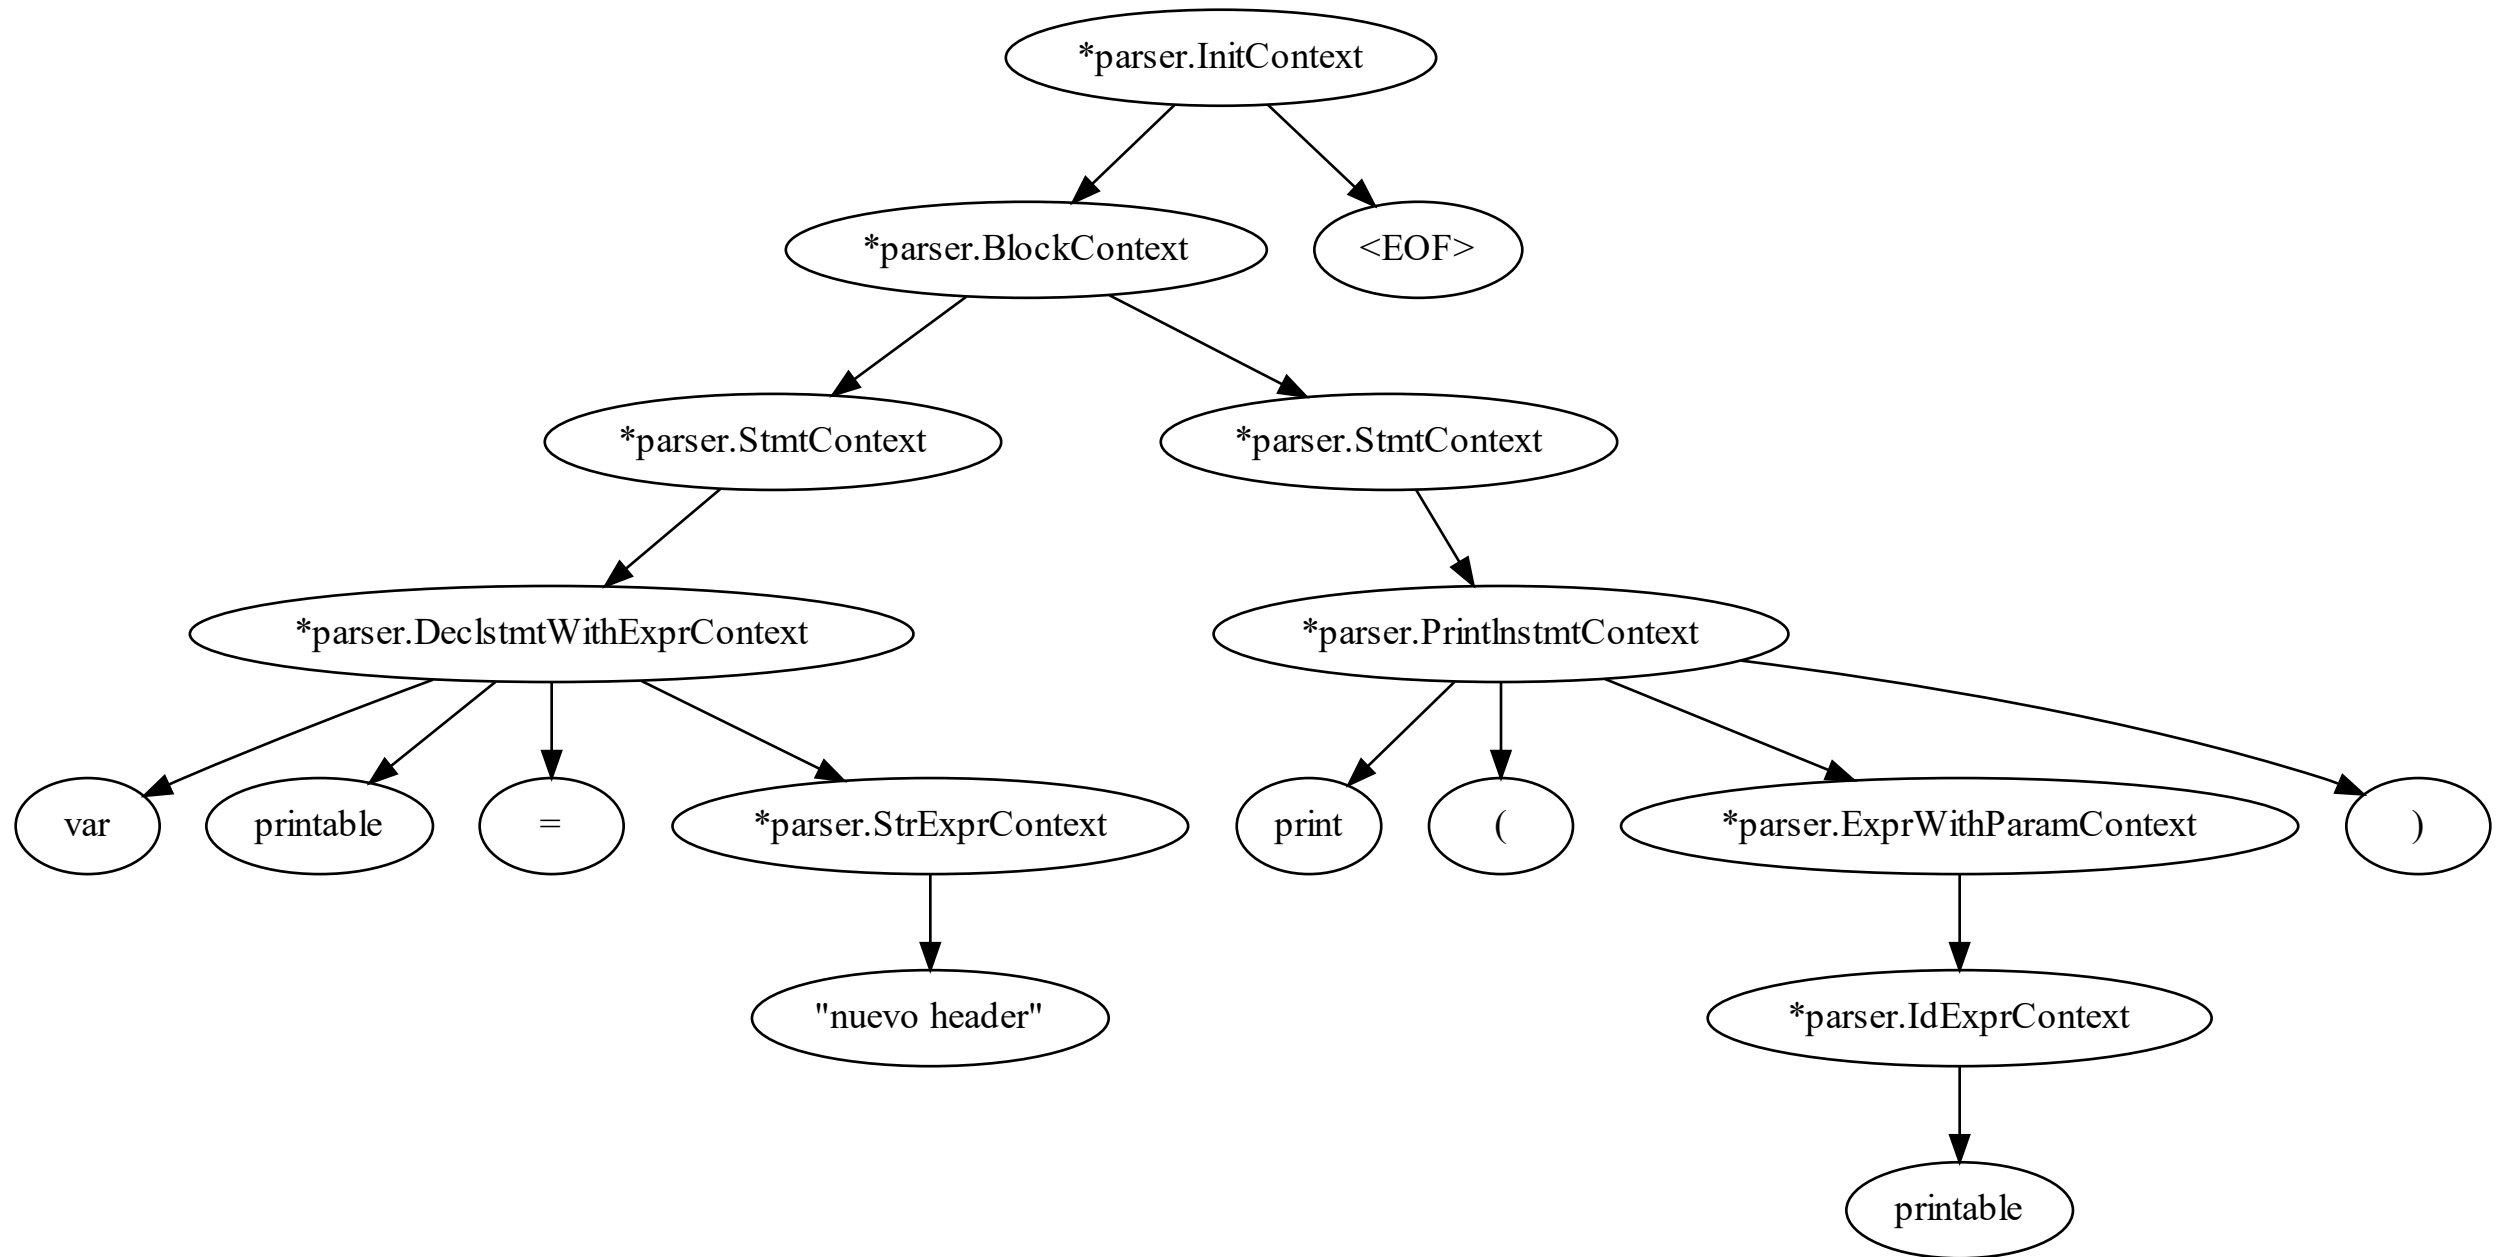 *parser.InitContext
*parser.BlockContext
<EOF>
*parser.StmtContext
*parser.StmtContext
*parser.DeclstmtWithExprContext
*parser.PrintlnstmtContext
var
printable
=
*parser.StrExprContext
print
(
*parser.ExprWithParamContext
)
"nuevo header"
*parser.IdExprContext
printable